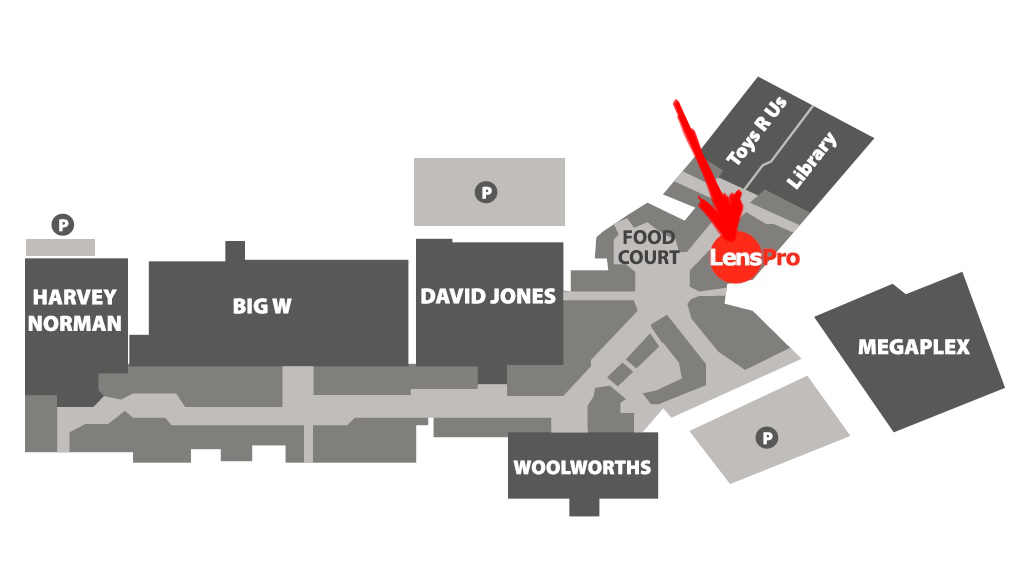 Toys R Us
Library
P
P
FOOD
COURT
LensPro
HARVEY
NORMAN
BIG W
DAVID JONES
MEGAPLEX
P
WOOLWORTHS